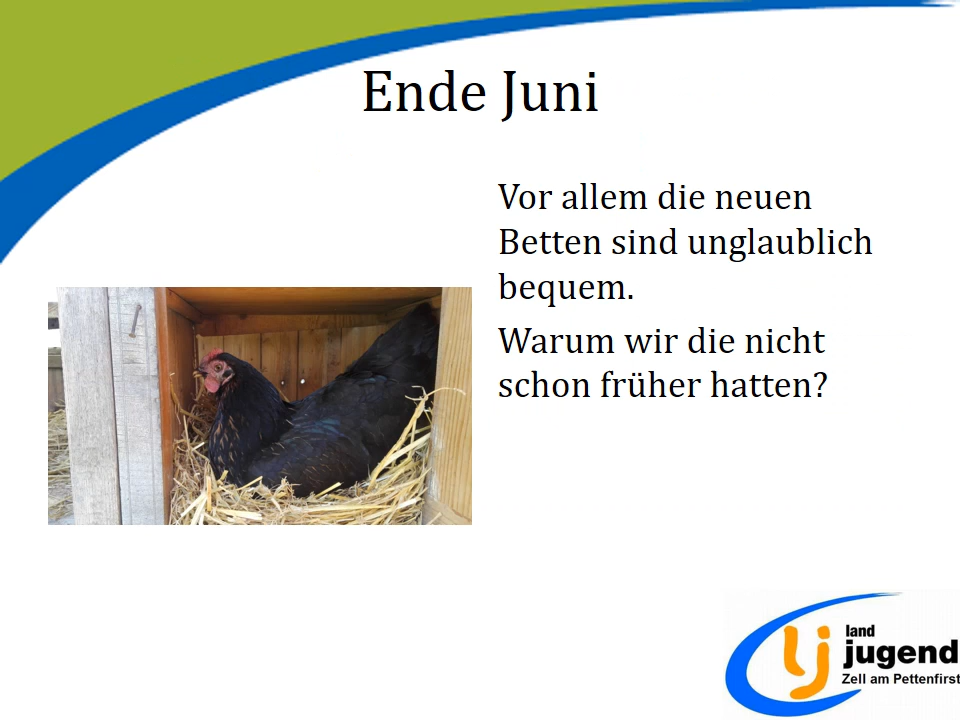 Ende Juni
Vor allem die neuen
Betten sind unglaublich
bequem.
Warum wir die nicht
schon früher hatten?
lj
land
jugend
Zell am Pettenfirst